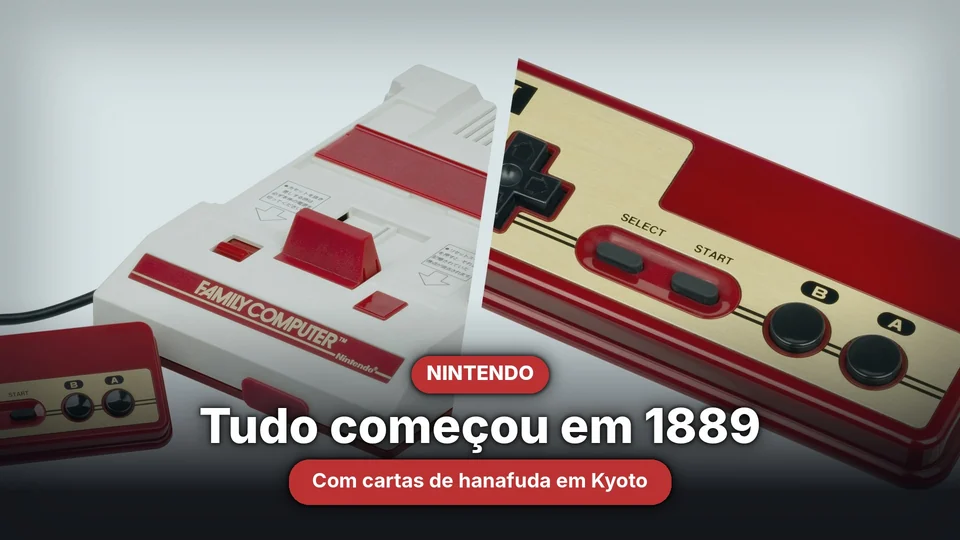 SELECT
START
B
A
FAMILY COMPUTER™
Nintendo®
START
B
A
NINTENDO
Tudo começou em 1889
Com cartas de hanafuda em Kyoto